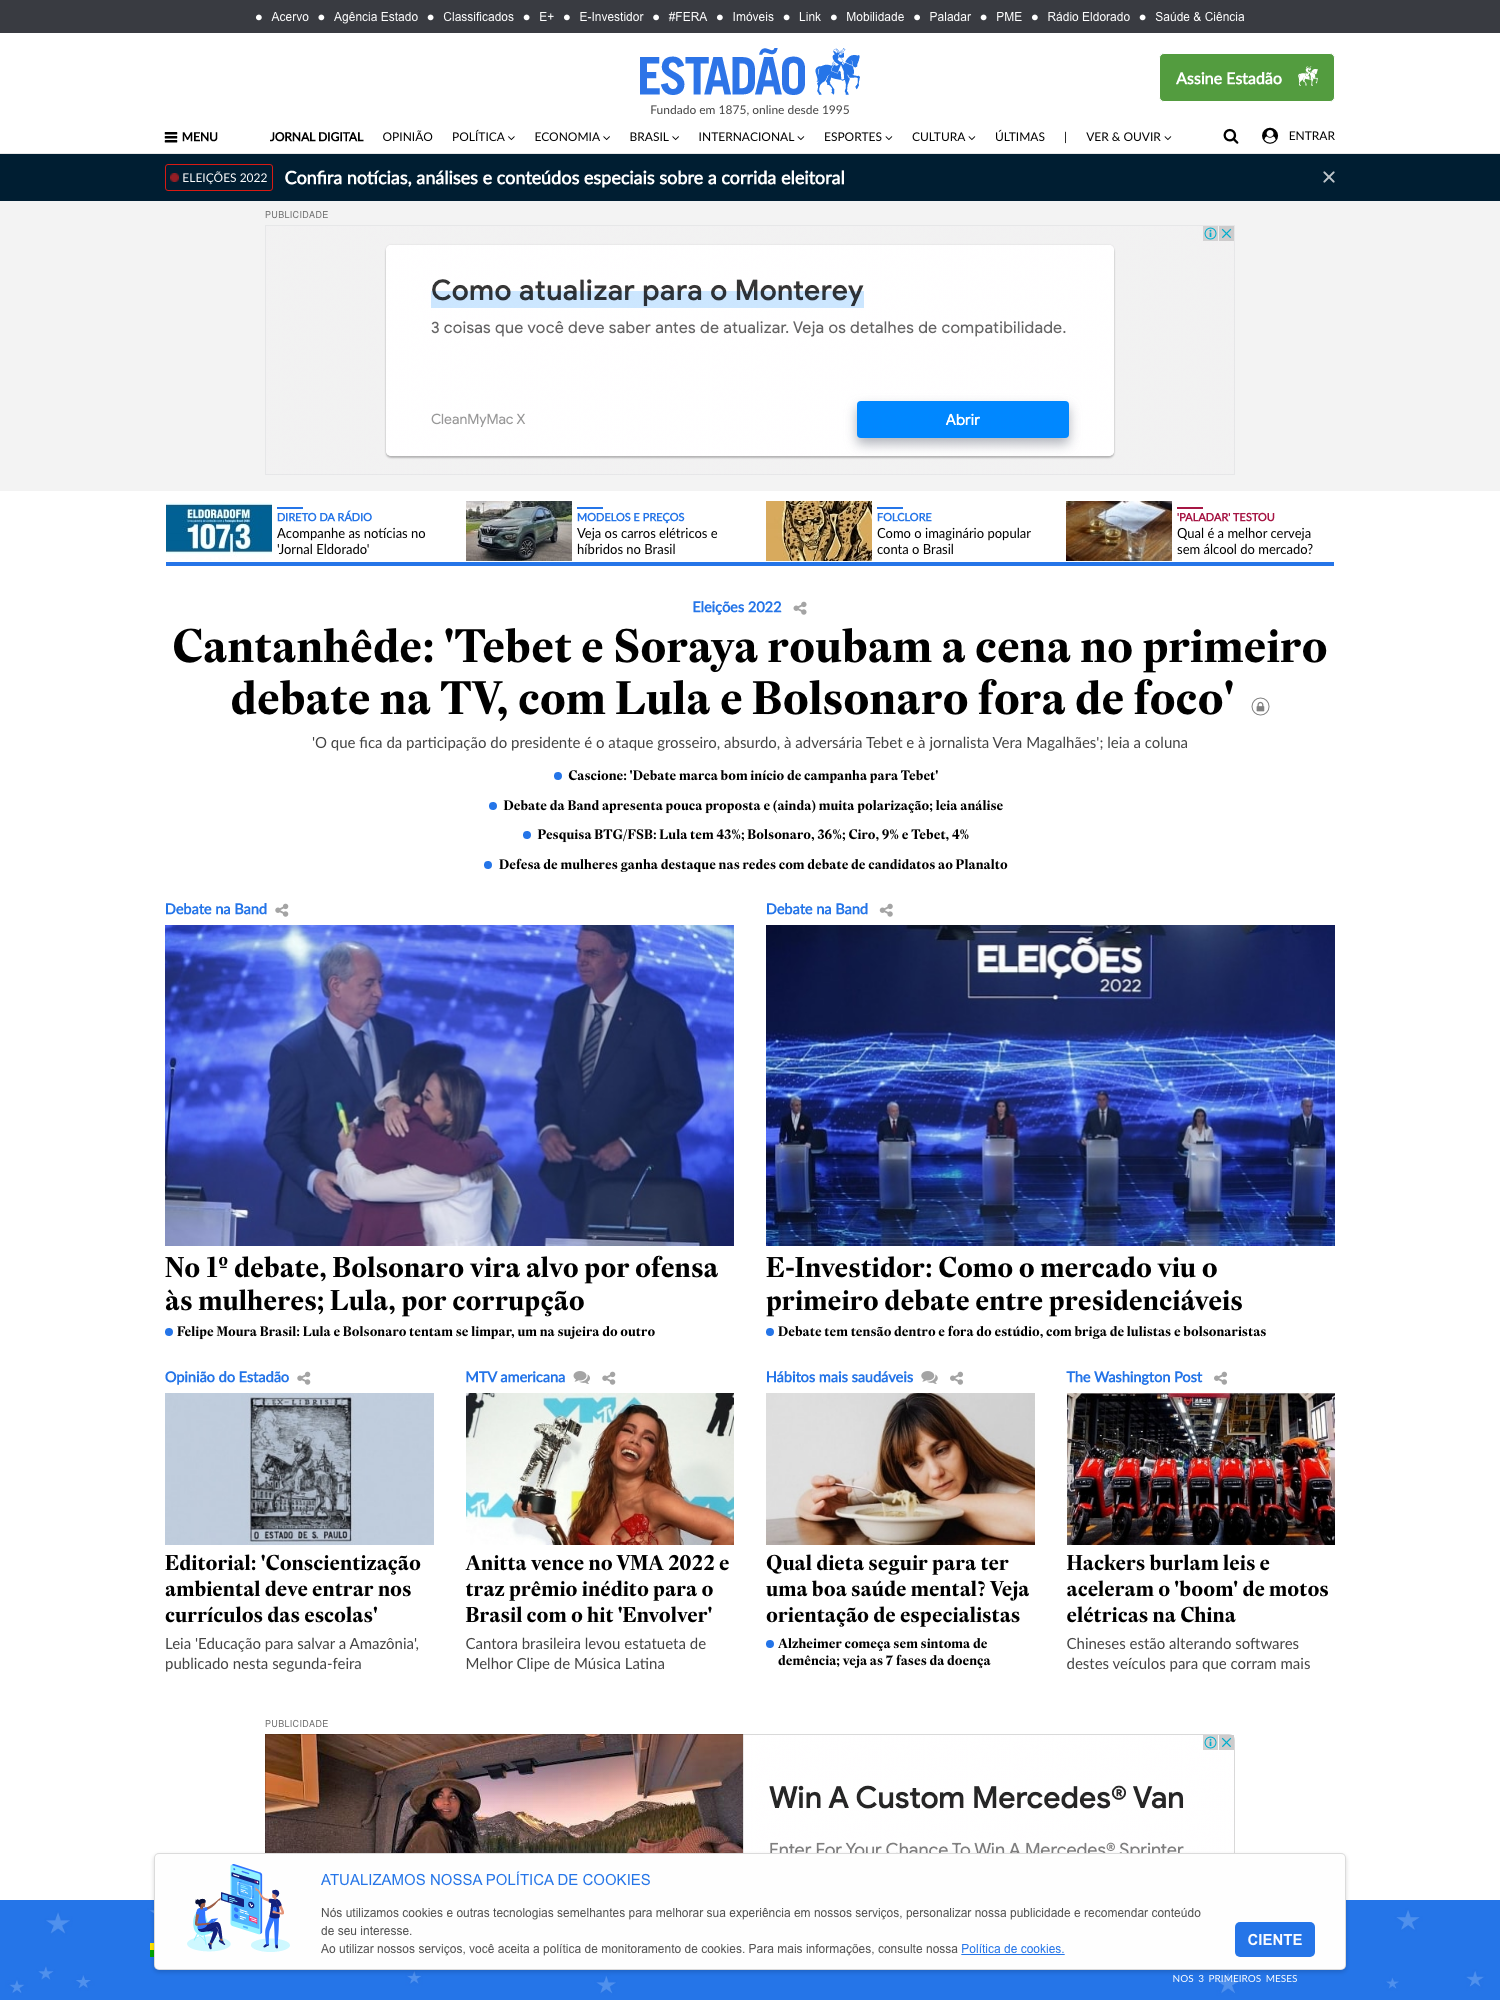 Acervo Agência Estado Classificados E+ E-Investidor #FERA Imóveis Link Mobilidade Paladar PME Rádio Eldorado Saúde & Ciência
ESTADÃO
Fundado em 1875, online desde 1995
Assine Estadão
MENU JORNAL DIGITAL OPINIÃO POLÍTICA ECONOMIA BRASIL INTERNACIONAL ESPORTES CULTURA ÚLTIMAS | VER & OUVIR ENTRAR
ELEIÇÕES 2022 Confira notícias, análises e conteúdos especiais sobre a corrida eleitoral
PUBLICIDADE
Como atualizar para o Monterey
3 coisas que você deve saber antes de atualizar. Veja os detalhes de compatibilidade.
CleanMyMac X
Abrir
ELDORADOFM
107,3
DIRETO DA RÁDIO
Acompanhe as notícias no
'Jornal Eldorado'
MODELOS E PREÇOS
Veja os carros elétricos e
híbridos no Brasil
FOLCLORE
Como o imaginário popular
conta o Brasil
'PALADAR' TESTOU
Qual é a melhor cerveja
sem álcool do mercado?
Eleições 2022
Cantanhêde: 'Tebet e Soraya roubam a cena no primeiro
debate na TV, com Lula e Bolsonaro fora de foco'
'O que fica da participação do presidente é o ataque grosseiro, absurdo, à adversária Tebet e à jornalista Vera Magalhães'; leia a coluna
Cascione: 'Debate marca bom início de campanha para Tebet'
Debate da Band apresenta pouca proposta e (ainda) muita polarização; leia análise
Pesquisa BTG/FSB: Lula tem 43%; Bolsonaro, 36%; Ciro, 9% e Tebet, 4%
Defesa de mulheres ganha destaque nas redes com debate de candidatos ao Planalto
Debate na Band
No 1º debate, Bolsonaro vira alvo por ofensa
às mulheres; Lula, por corrupção
Felipe Moura Brasil: Lula e Bolsonaro tentam se limpar, um na sujeira do outro
Debate na Band
ELEIÇÕES
2022
E-Investidor: Como o mercado viu o
primeiro debate entre presidenciáveis
Debate tem tensão dentro e fora do estúdio, com briga de lulistas e bolsonaristas
Opinião do Estadão
EX-LIBRIS
O ESTADO DE S. PAULO
Editorial: 'Conscientização
ambiental deve entrar nos
currículos das escolas'
Leia 'Educação para salvar a Amazônia',
publicado nesta segunda-feira
MTV americana
MTV
Anitta vence no VMA 2022 e
traz prêmio inédito para o
Brasil com o hit 'Envolver'
Cantora brasileira levou estatueta de
Melhor Clipe de Música Latina
Hábitos mais saudáveis
Qual dieta seguir para ter
uma boa saúde mental? Veja
orientação de especialistas
Alzheimer começa sem sintoma de
demência; veja as 7 fases da doença
The Washington Post
Hackers burlam leis e
aceleram o 'boom' de motos
elétricas na China
Chineses estão alterando softwares
destes veículos para que corram mais
PUBLICIDADE
Win A Custom Mercedes® Van
Enter For Your Chance To Win A Mercedes® Sprinter
ATUALIZAMOS NOSSA POLÍTICA DE COOKIES
Nós utilizamos cookies e outras tecnologias semelhantes para melhorar sua experiência em nossos serviços, personalizar nossa publicidade e recomendar conteúdo
de seu interesse.
Ao utilizar nossos serviços, você aceita a política de monitoramento de cookies. Para mais informações, consulte nossa Política de cookies.
CIENTE
NOS 3 PRIMEIROS MESES